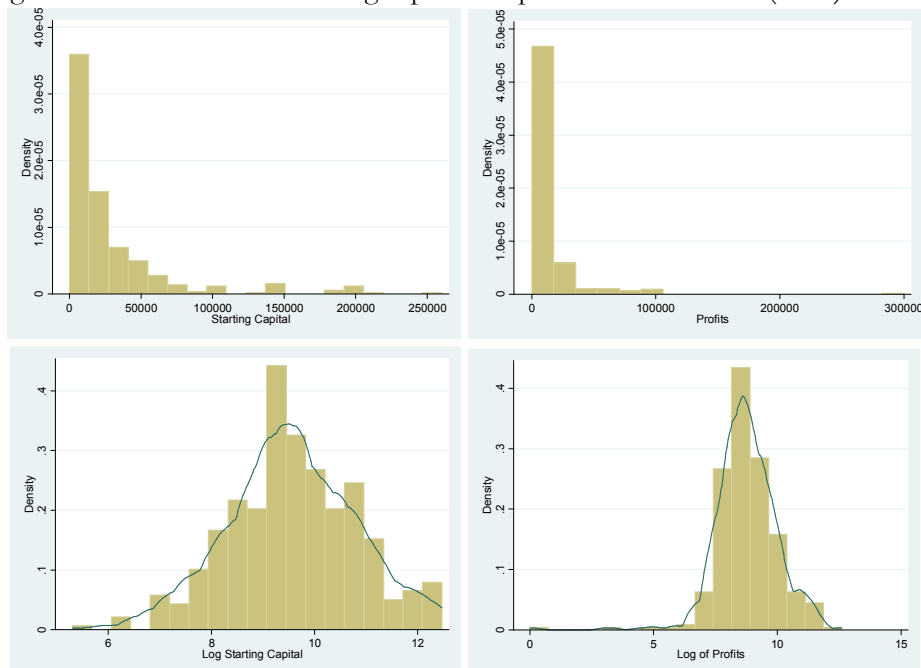 4.0e-05
3.0e-05
2.0e-05
1.0e-05
0
Density
0 50000 100000 150000 200000 250000
Starting Capital
5.0e-05
4.0e-05
3.0e-05
2.0e-05
1.0e-05
0
Density
0 100000 200000 300000
Profits
.4
.3
.2
.1
0
Density
6 8 10 12
Log Starting Capital
.4
.3
.2
.1
0
Density
0 5 10 15
Log of Profits